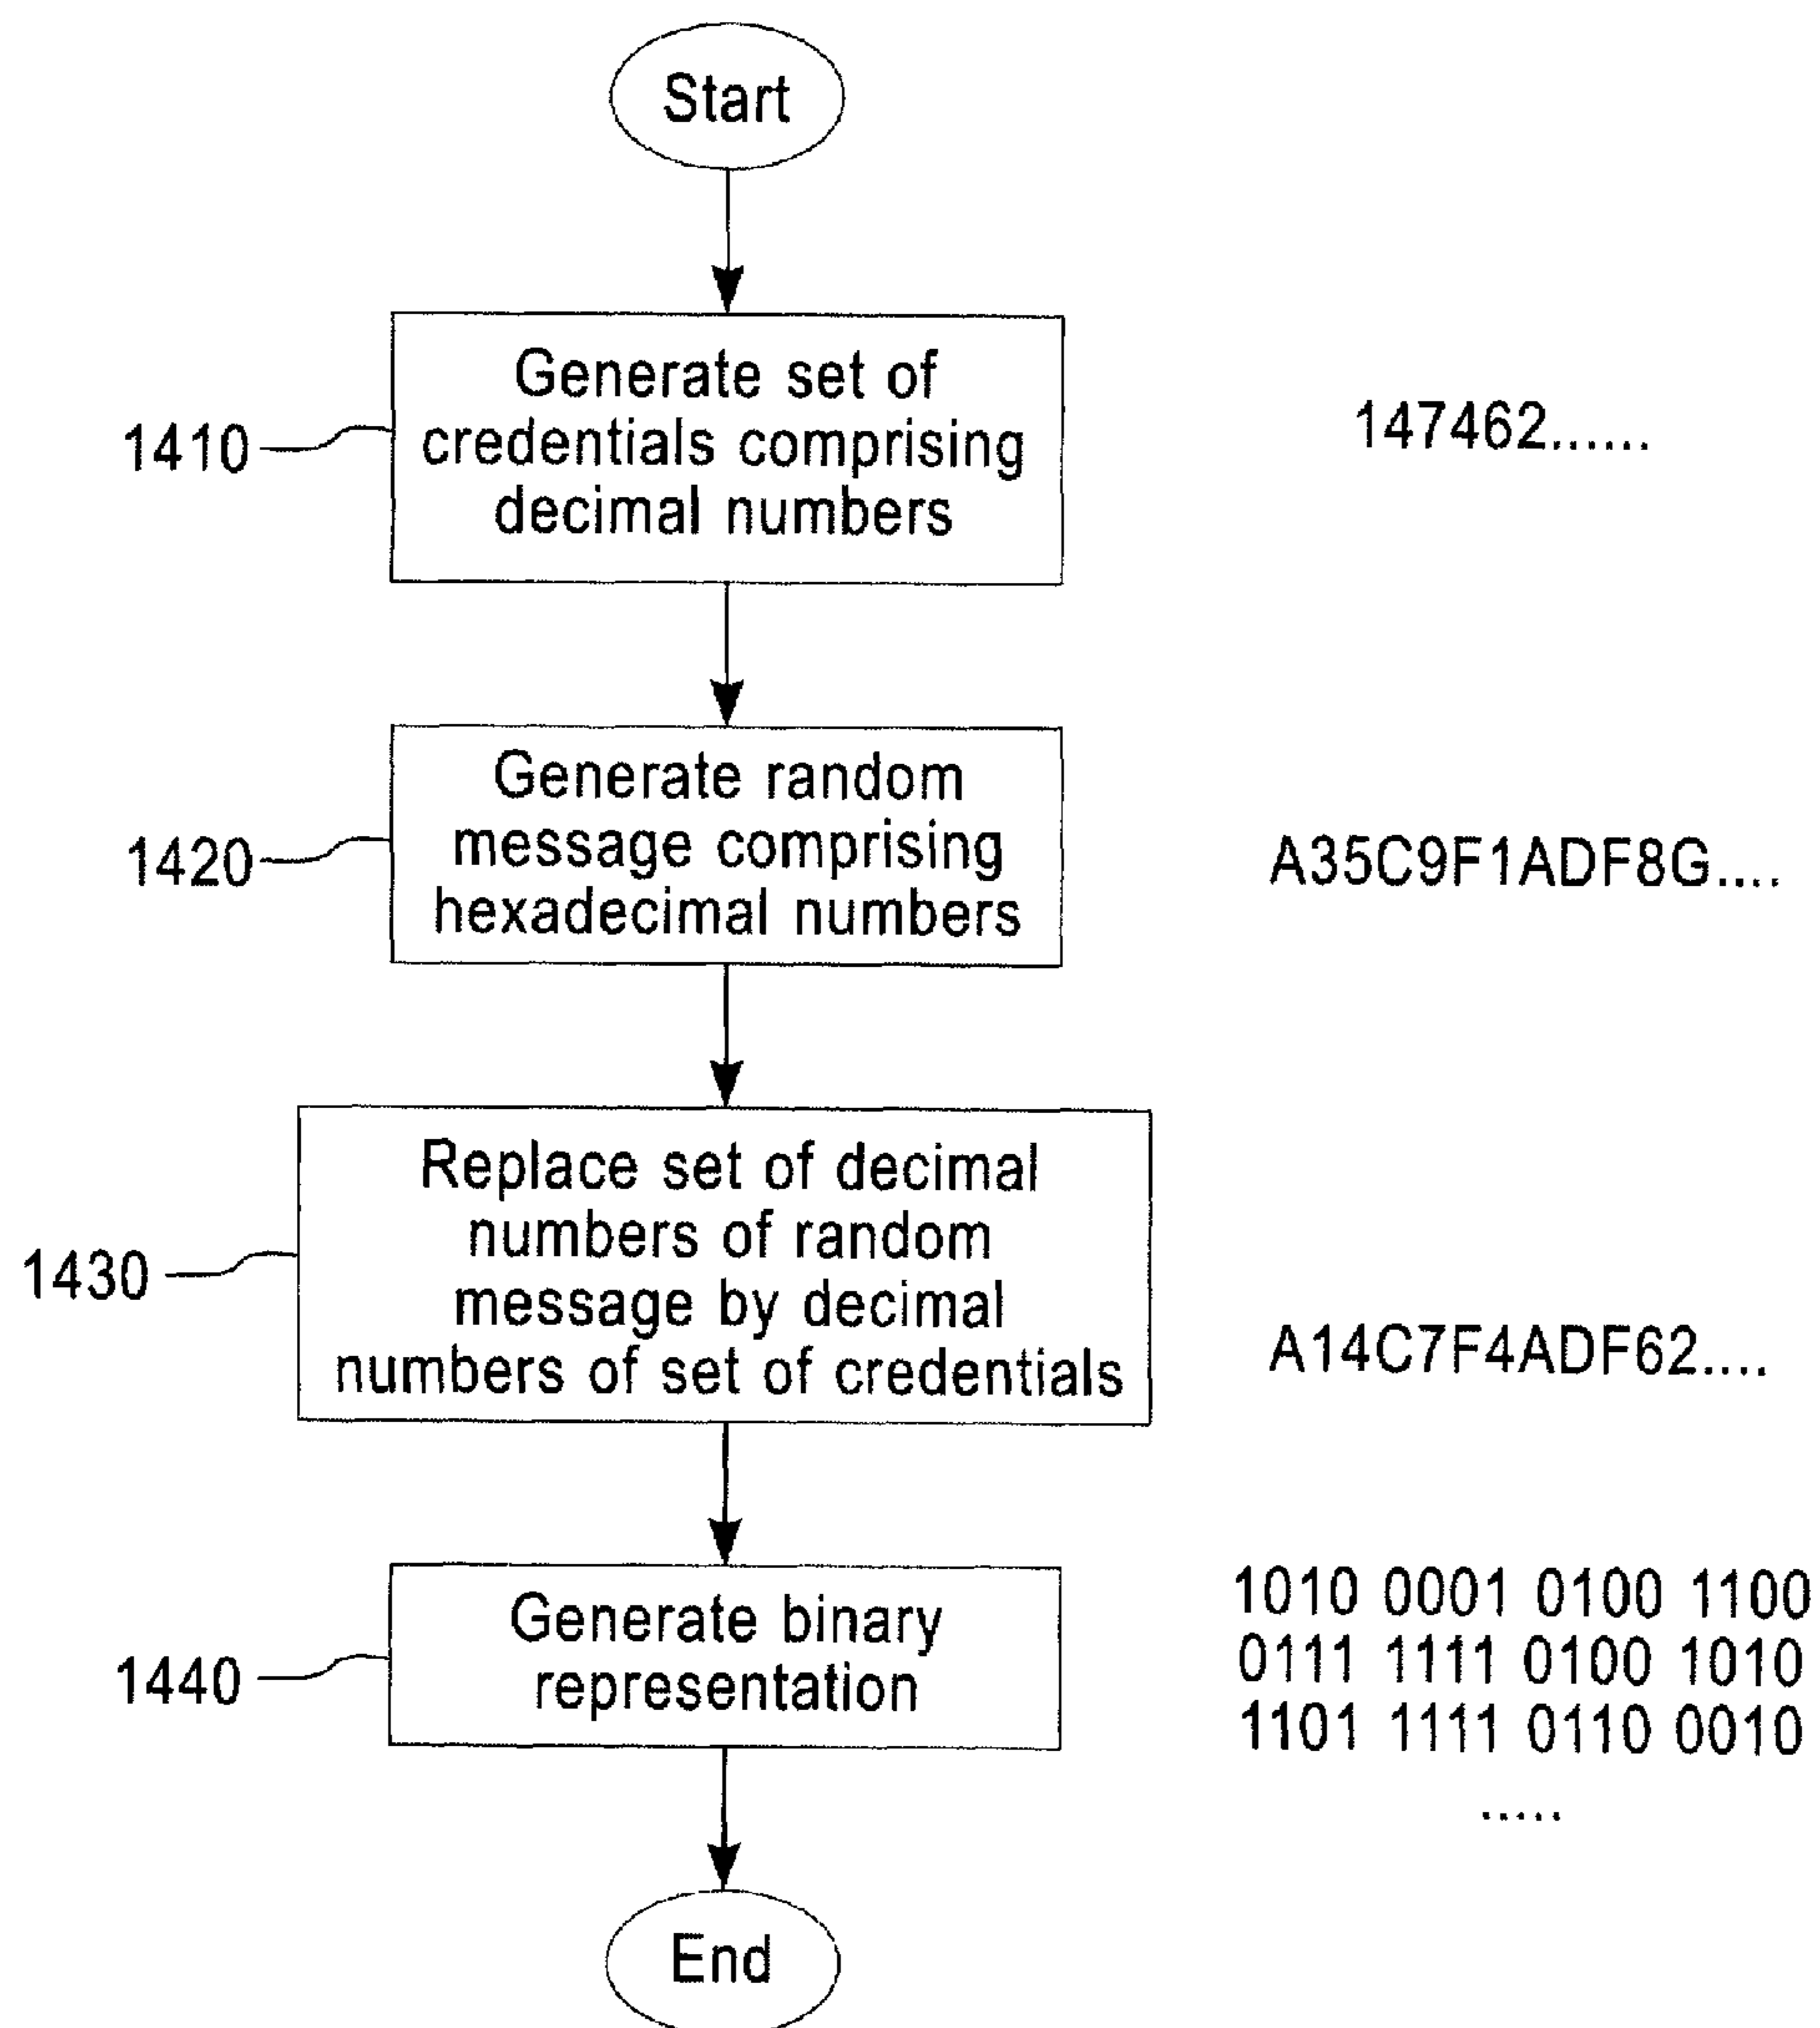 Start
Generate set of
credentials comprising
decimal numbers
1410
147462......
Generate random
message comprising
hexadecimal numbers
1420
A35C9F1ADF8G....
Replace set of decimal
numbers of random
message by decimal
numbers of set of credentials
1430
A14C7F4ADF62....
Generate binary
representation
1440
1010 0001 0100 1100
0111 1111 0100 1010
1101 1111 0110 0010
.....
End